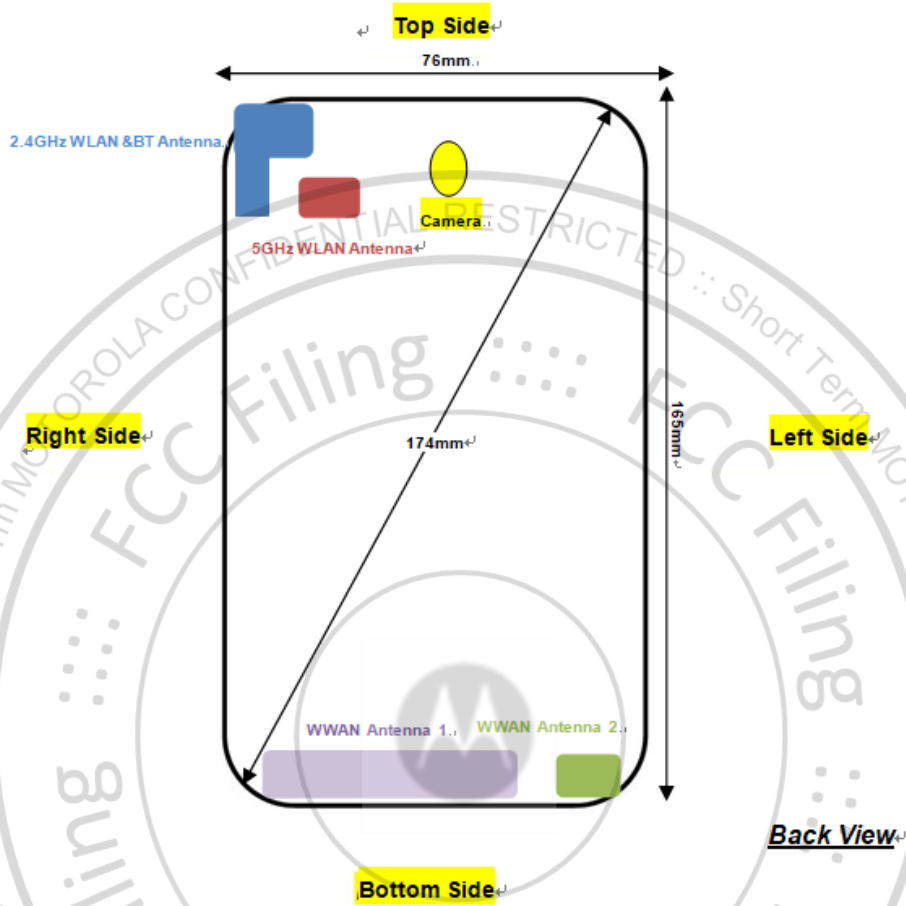 Top Side
76mm
2.4GHz WLAN &BT Antenna
Camera
5GHz WLAN Antenna
MOTOROLA CONFIDENTIAL RESTRICTED :: Short Term MOT
FCC Filing :::: FCC Filing ::::
Right Side
174mm
165mm
Left Side
WWAN Antenna 1
WWAN Antenna 2
Back View
Bottom Side